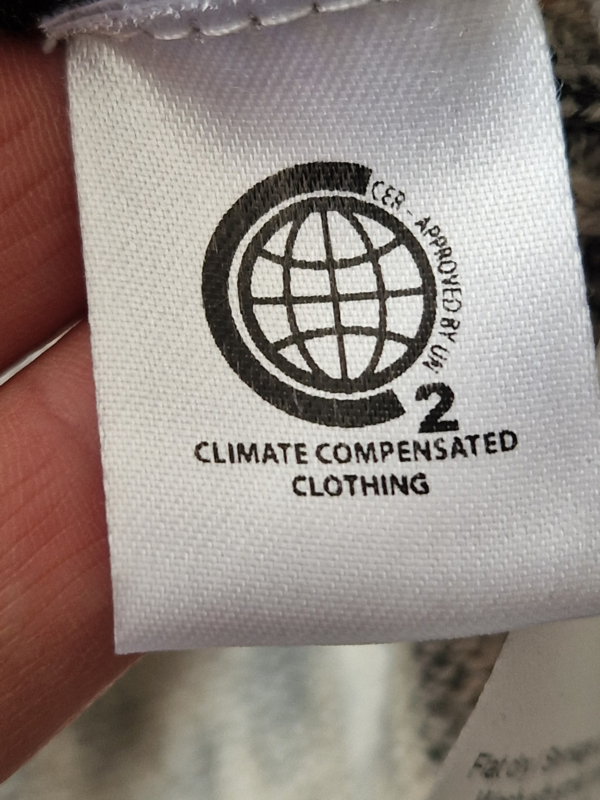 CER - APPROVED BY UN
2
CLIMATE COMPENSATED
CLOTHING